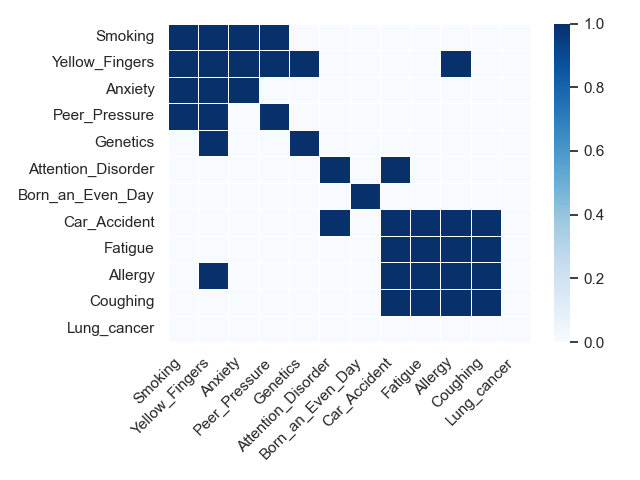 Smoking
Yellow_Fingers
Anxiety
Peer_Pressure
Genetics
Attention_Disorder
Born_an_Even_Day
Car_Accident
Fatigue
Allergy
Coughing
Lung_cancer
Smoking
Yellow_Fingers
Anxiety
Peer_Pressure
Genetics
Attention_Disorder
Born_an_Even_Day
Car_Accident
Fatigue
Allergy
Coughing
Lung_cancer
1.0
0.8
0.6
0.4
0.2
0.0